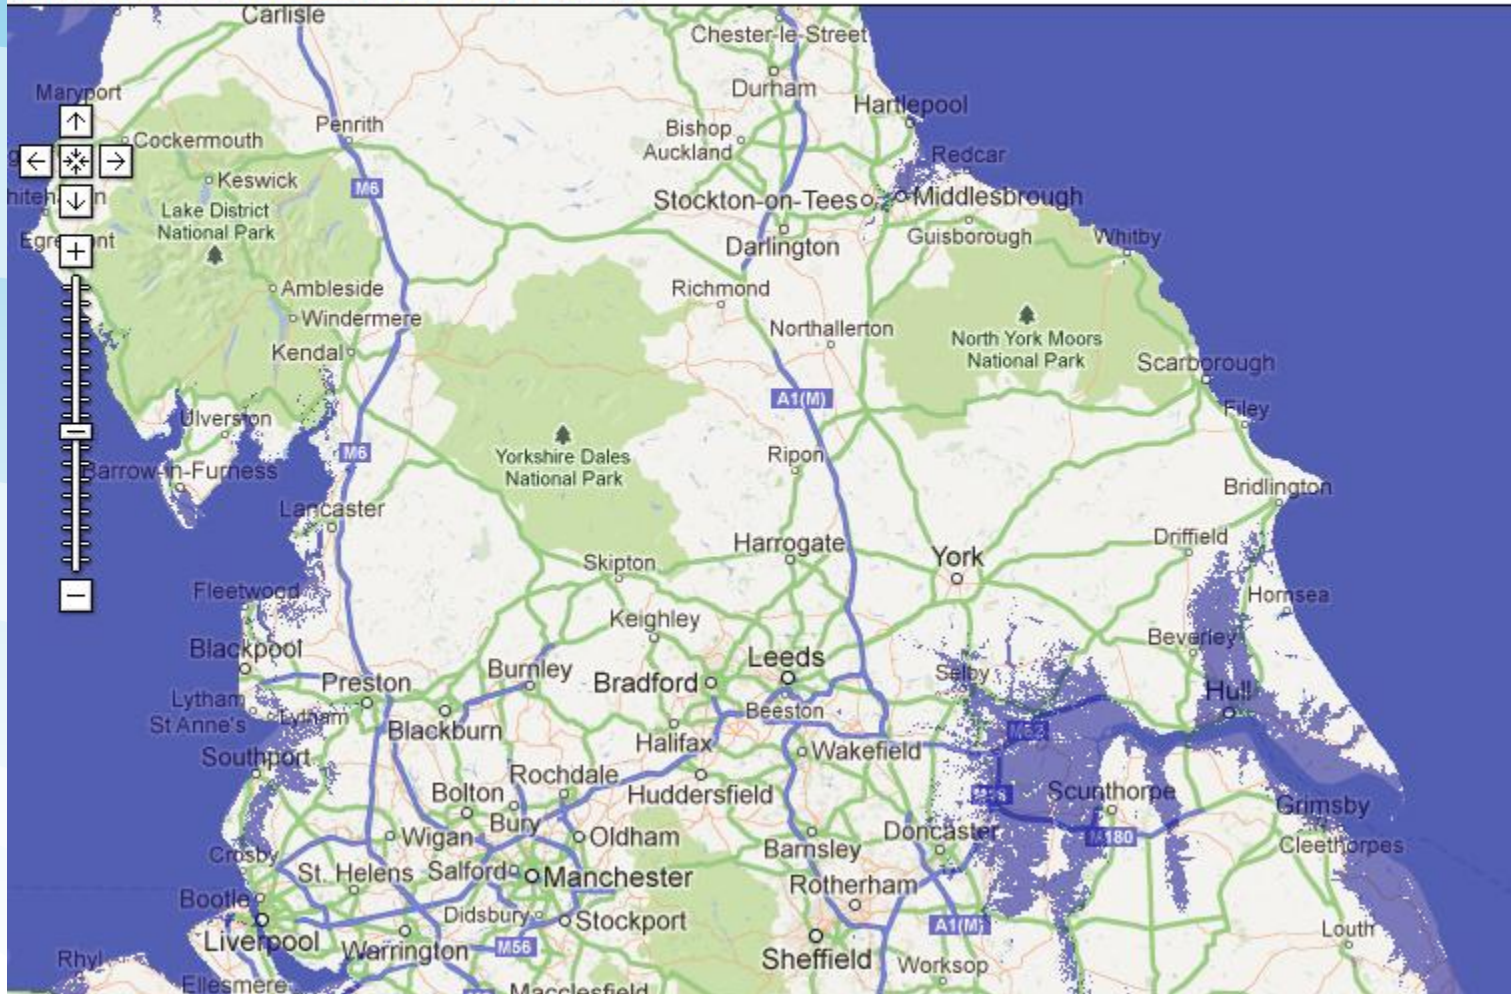 Carlisle
Chester-le-Street
Maryport
Durham
Hartlepool
Cockermouth
Penrith
Bishop
Auckland
Redcar
Keswick
M6
Stockton-on-Tees
Middlesbrough
Lake District
National Park
Darlington
Guisborough
Whitby
Ambleside
Richmond
Windermere
Northallerton
North York Moors
National Park
Kendal
Scarborough
A1(M)
Filey
Ulverston
M6
Yorkshire Dales
National Park
Ripon
Barrow-in-Furness
Bridlington
Lancaster
Harrogate
York
Driffield
Skipton
Fleetwood
Hornsea
Keighley
Beverley
Blackpool
Burnley
Leeds
Selby
Preston
Bradford
Hull
Lytham
St Anne's
Lytham
Blackburn
Beeston
Halifax
Wakefield
M62
Southport
Rochdale
Huddersfield
Bolton
Scunthorpe
Grimsby
Bury
Wigan
Oldham
Doncaster
M180
Barnsley
Cleethorpes
Crosby
St. Helens
Salford
Manchester
Rotherham
Bootle
Didsbury
Stockport
A1(M)
Liverpool
Warrington
M56
Louth
Rhyl
Sheffield
Worksop
Ellesmere
Macclesfield